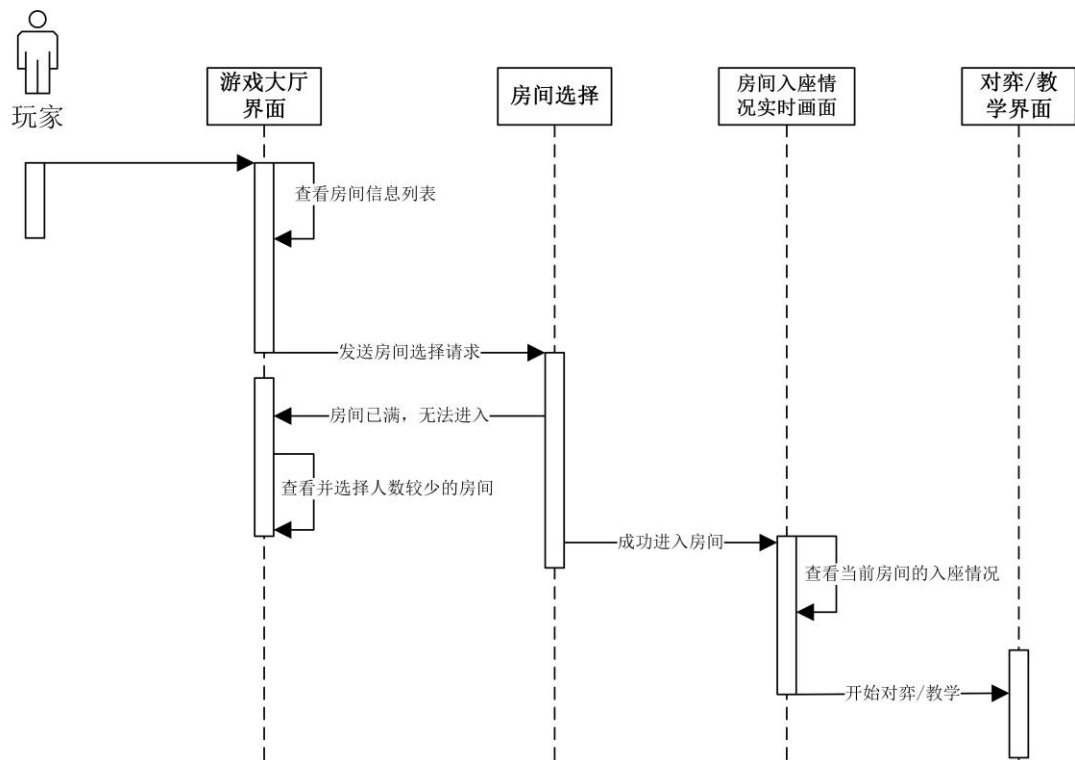 玩家
游戏大厅
界面
房间选择
房间入座情
况实时画面
对弈/教
学界面
查看房间信息列表
发送房间选择请求
房间已满，无法进入
查看并选择人数较少的房间
成功进入房间
查看当前房间的入座情况
开始对弈/教学